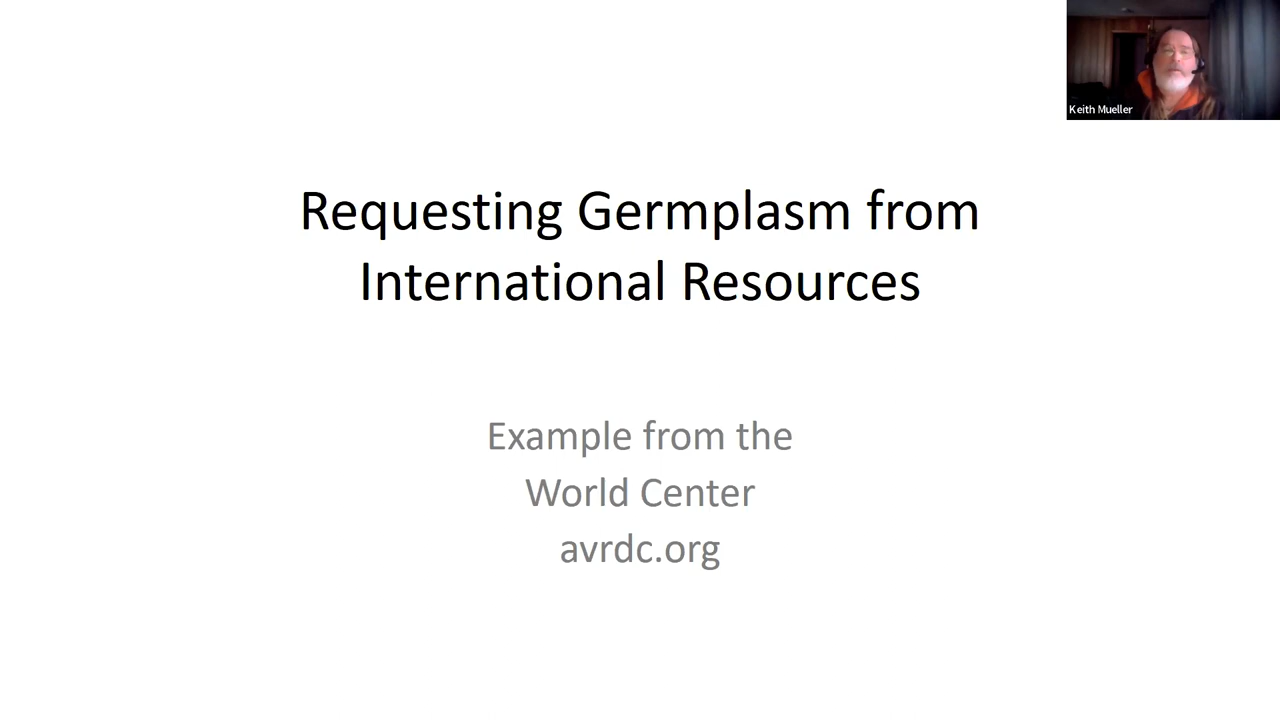 Keith Mueller
Requesting Germplasm from
International Resources
Example from the
World Center
avrdc.org